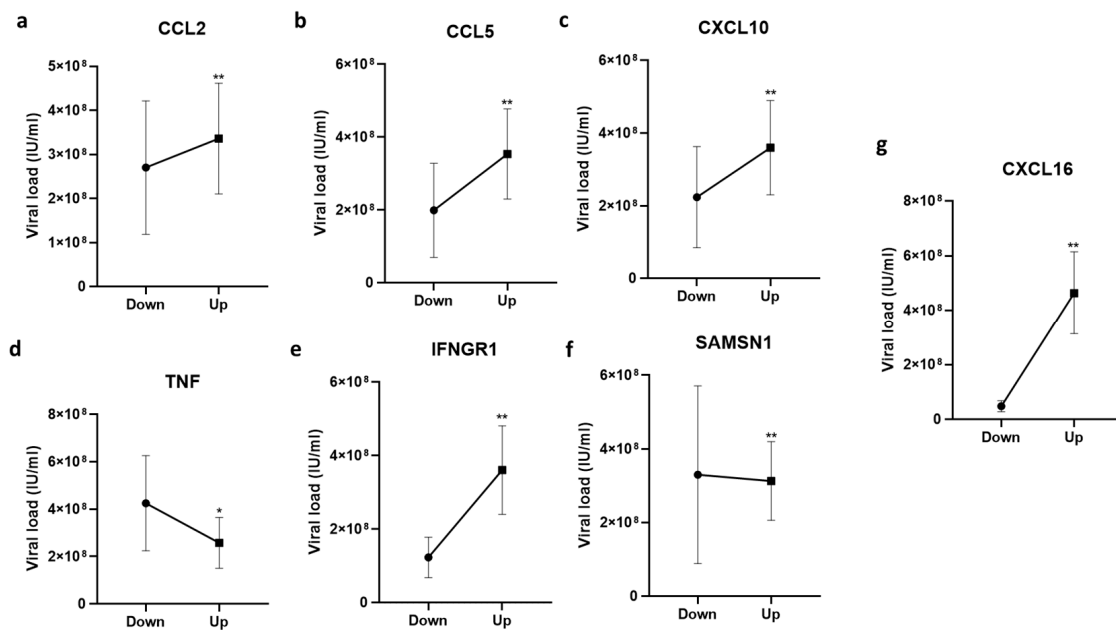 a
CCL2
Viral load (IU/ml)
5×10⁸
4×10⁸
3×10⁸
2×10⁸
1×10⁸
0
**
Down Up
b
CCL5
Viral load (IU/ml)
6×10⁸
4×10⁸
2×10⁸
0
**
Down Up
c
CXCL10
Viral load (IU/ml)
6×10⁸
4×10⁸
2×10⁸
0
**
Down Up
d
TNF
Viral load (IU/ml)
8×10⁸
6×10⁸
4×10⁸
2×10⁸
0
*
Down Up
e
IFNGR1
Viral load (IU/ml)
6×10⁸
4×10⁸
2×10⁸
0
**
Down Up
f
SAMSN1
Viral load (IU/ml)
6×10⁸
4×10⁸
2×10⁸
0
**
Down Up
g
CXCL16
Viral load (IU/ml)
8×10⁸
6×10⁸
4×10⁸
2×10⁸
0
**
Down Up